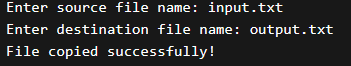 Enter source file name: input.txt
Enter destination file name: output.txt
File copied successfully!